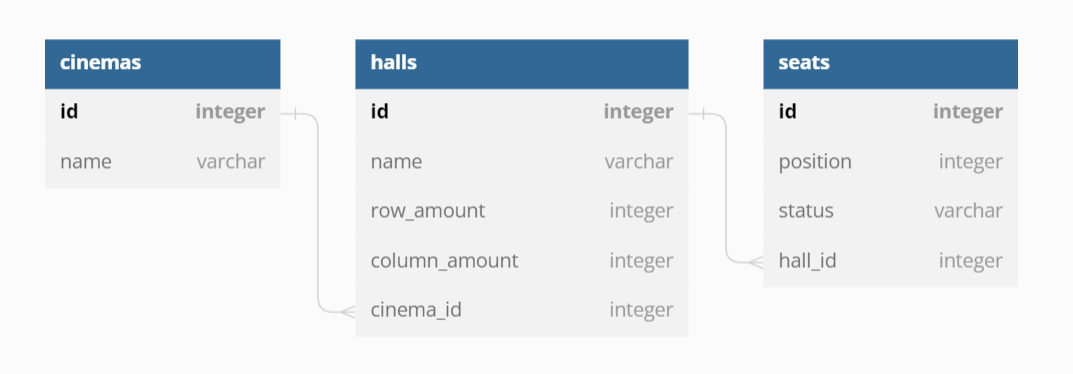 cinemas
id integer
name varchar
halls
id integer
name varchar
row_amount integer
column_amount integer
cinema_id integer
seats
id integer
position integer
status varchar
hall_id integer